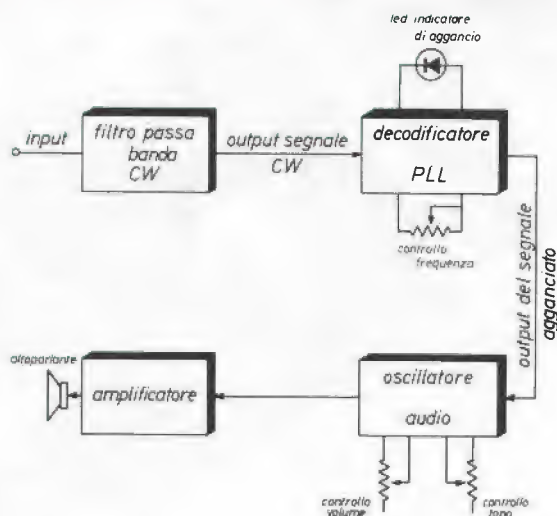 led indicatore
di aggancio
input
filtro passa
banda
CW
output segnale
CW
decodificatore
PLL
controllo
frequenza
output del segnale
agganciato
altoparlante
amplificatore
oscillatore
audio
controllo
volume
controllo
tono